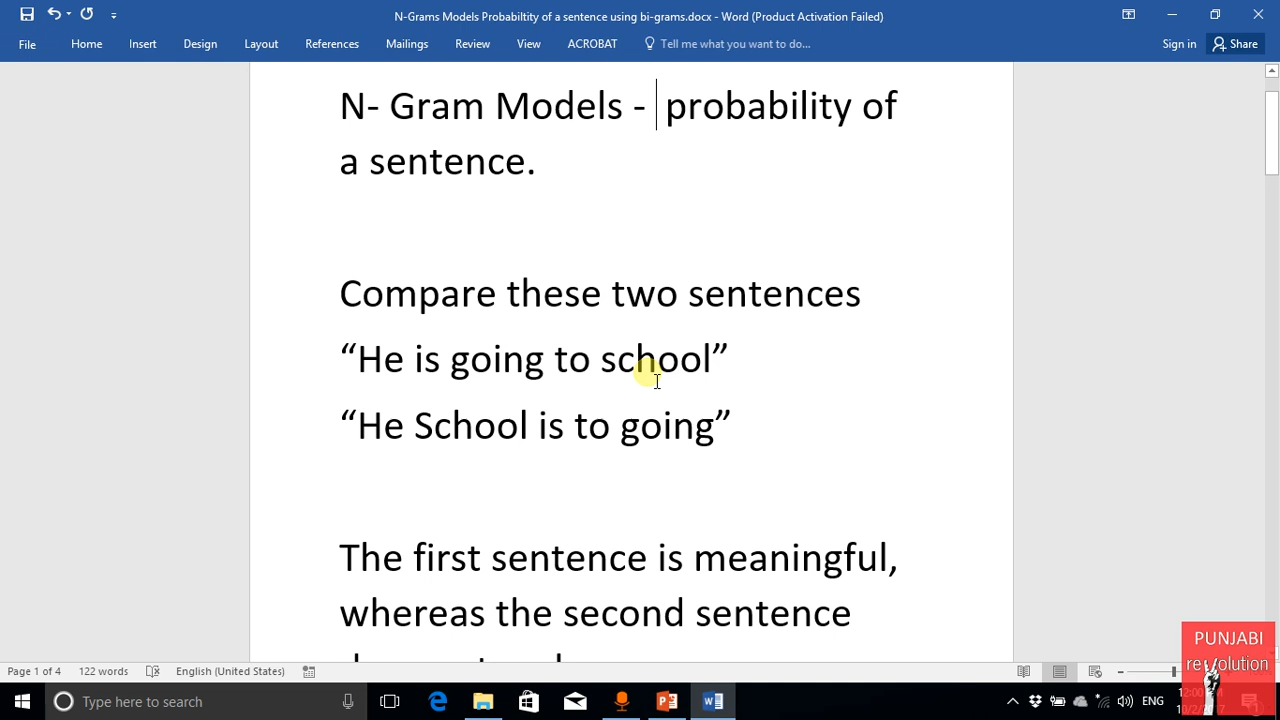 N-Grams Models Probabiltity of a sentence using bi-grams.docx - Word (Product Activation Failed)
File Home Insert Design Layout References Mailings Review View ACROBAT Tell me what you want to do... Sign in Share
N- Gram Models - probability of
a sentence.
Compare these two sentences
“He is going to school”
“He School is to going”
The first sentence is meaningful,
whereas the second sentence
PUNJABI
revolution
Page 1 of 4 122 words English (United States)
Type here to search
ENG
10/2/2017